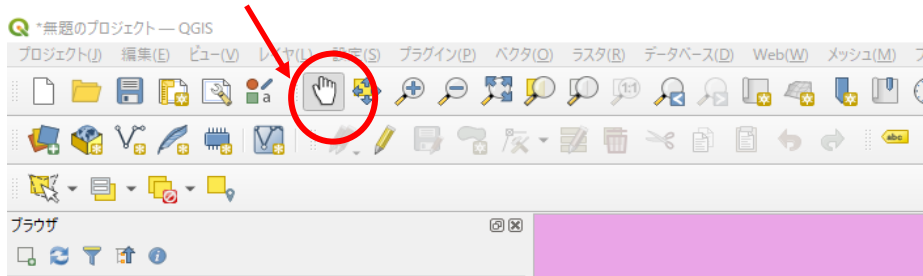 *無題のプロジェクト — QGIS
プロジェクト(J) 編集(E) ビュー(V) レイヤ(L) 設定(S) プラグイン(P) ベクタ(O) ラスタ(R) データベース(D) Web(W) メッシュ(M)
a
1:1
abc
ブラウザ